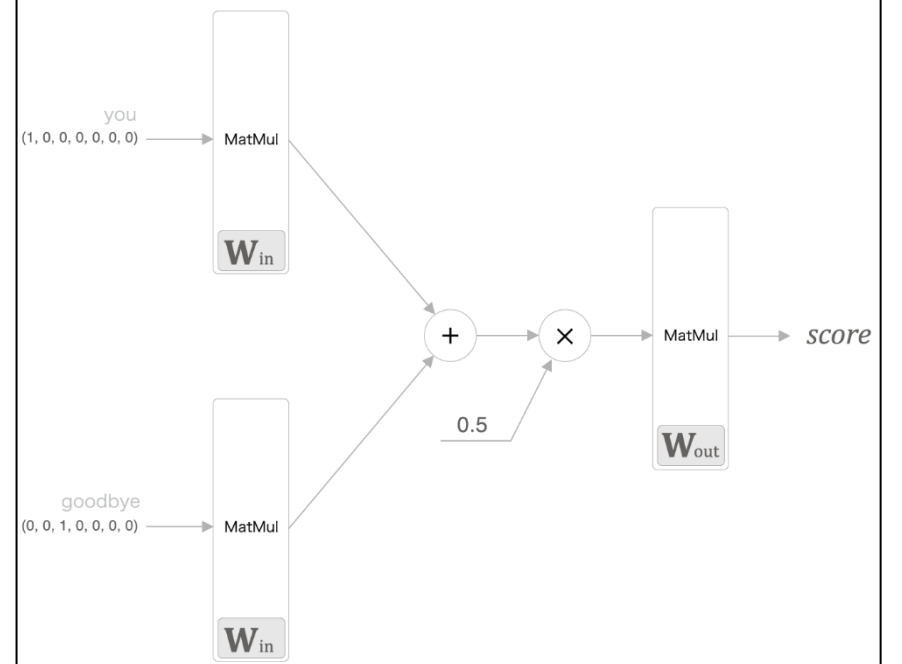 you
(1, 0, 0, 0, 0, 0, 0)
MatMul
Win
+
×
MatMul
score
0.5
Wout
goodbye
(0, 0, 1, 0, 0, 0, 0)
MatMul
Win